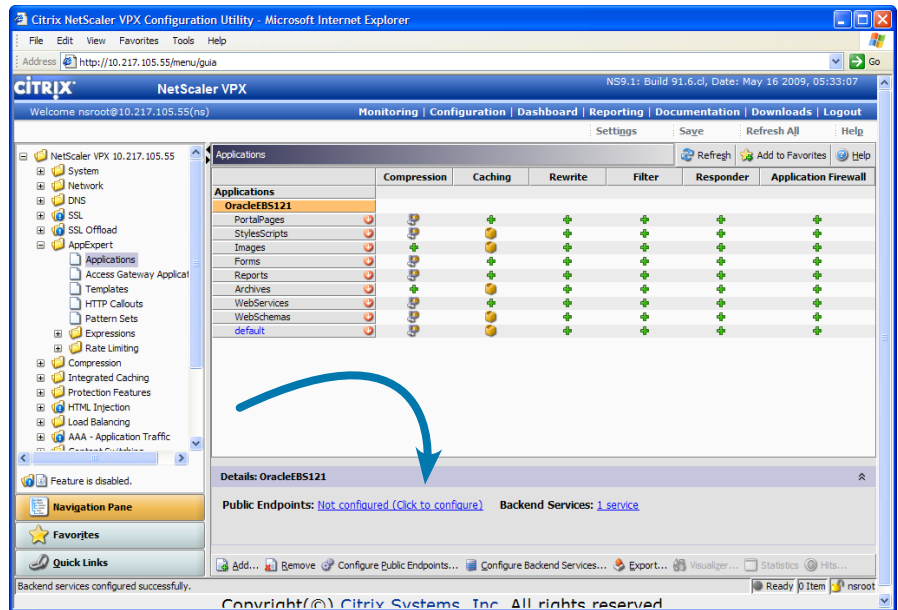 Citrix NetScaler VPX Configuration Utility - Microsoft Internet Explorer
File Edit View Favorites Tools Help
Address http://10.217.105.55/menu/guia Go
CITRIX NetScaler VPX NS9.1: Build 91.6.cl, Date: May 16 2009, 05:33:07
Welcome nsroot@10.217.105.55(ns) Monitoring | Configuration | Dashboard | Reporting | Documentation | Downloads | Logout
Settings Save Refresh All Help
NetScaler VPX 10.217.105.55
System
Network
DNS
SSL
SSL Offload
AppExpert
Applications
Access Gateway Applicat
Templates
HTTP Callouts
Pattern Sets
Expressions
Rate Limiting
Compression
Integrated Caching
Protection Features
HTML Injection
Load Balancing
AAA - Application Traffic
Content Switching
Feature is disabled.
Navigation Pane
Favorites
Quick Links
Applications Refresh Add to Favorites Help
Compression Caching Rewrite Filter Responder Application Firewall
Applications
OracleEBS121
PortalPages
StylesScripts
Images
Forms
Reports
Archives
WebServices
WebSchemas
default
Details: OracleEBS121
Public Endpoints: Not configured (Click to configure) Backend Services: 1 service
Add... Remove Configure Public Endpoints... Configure Backend Services... Export... Visualizer... Statistics Hits...
Backend services configured successfully. Ready 0 Item nsroot
Copyright(©) Citrix Systems, Inc. All rights reserved